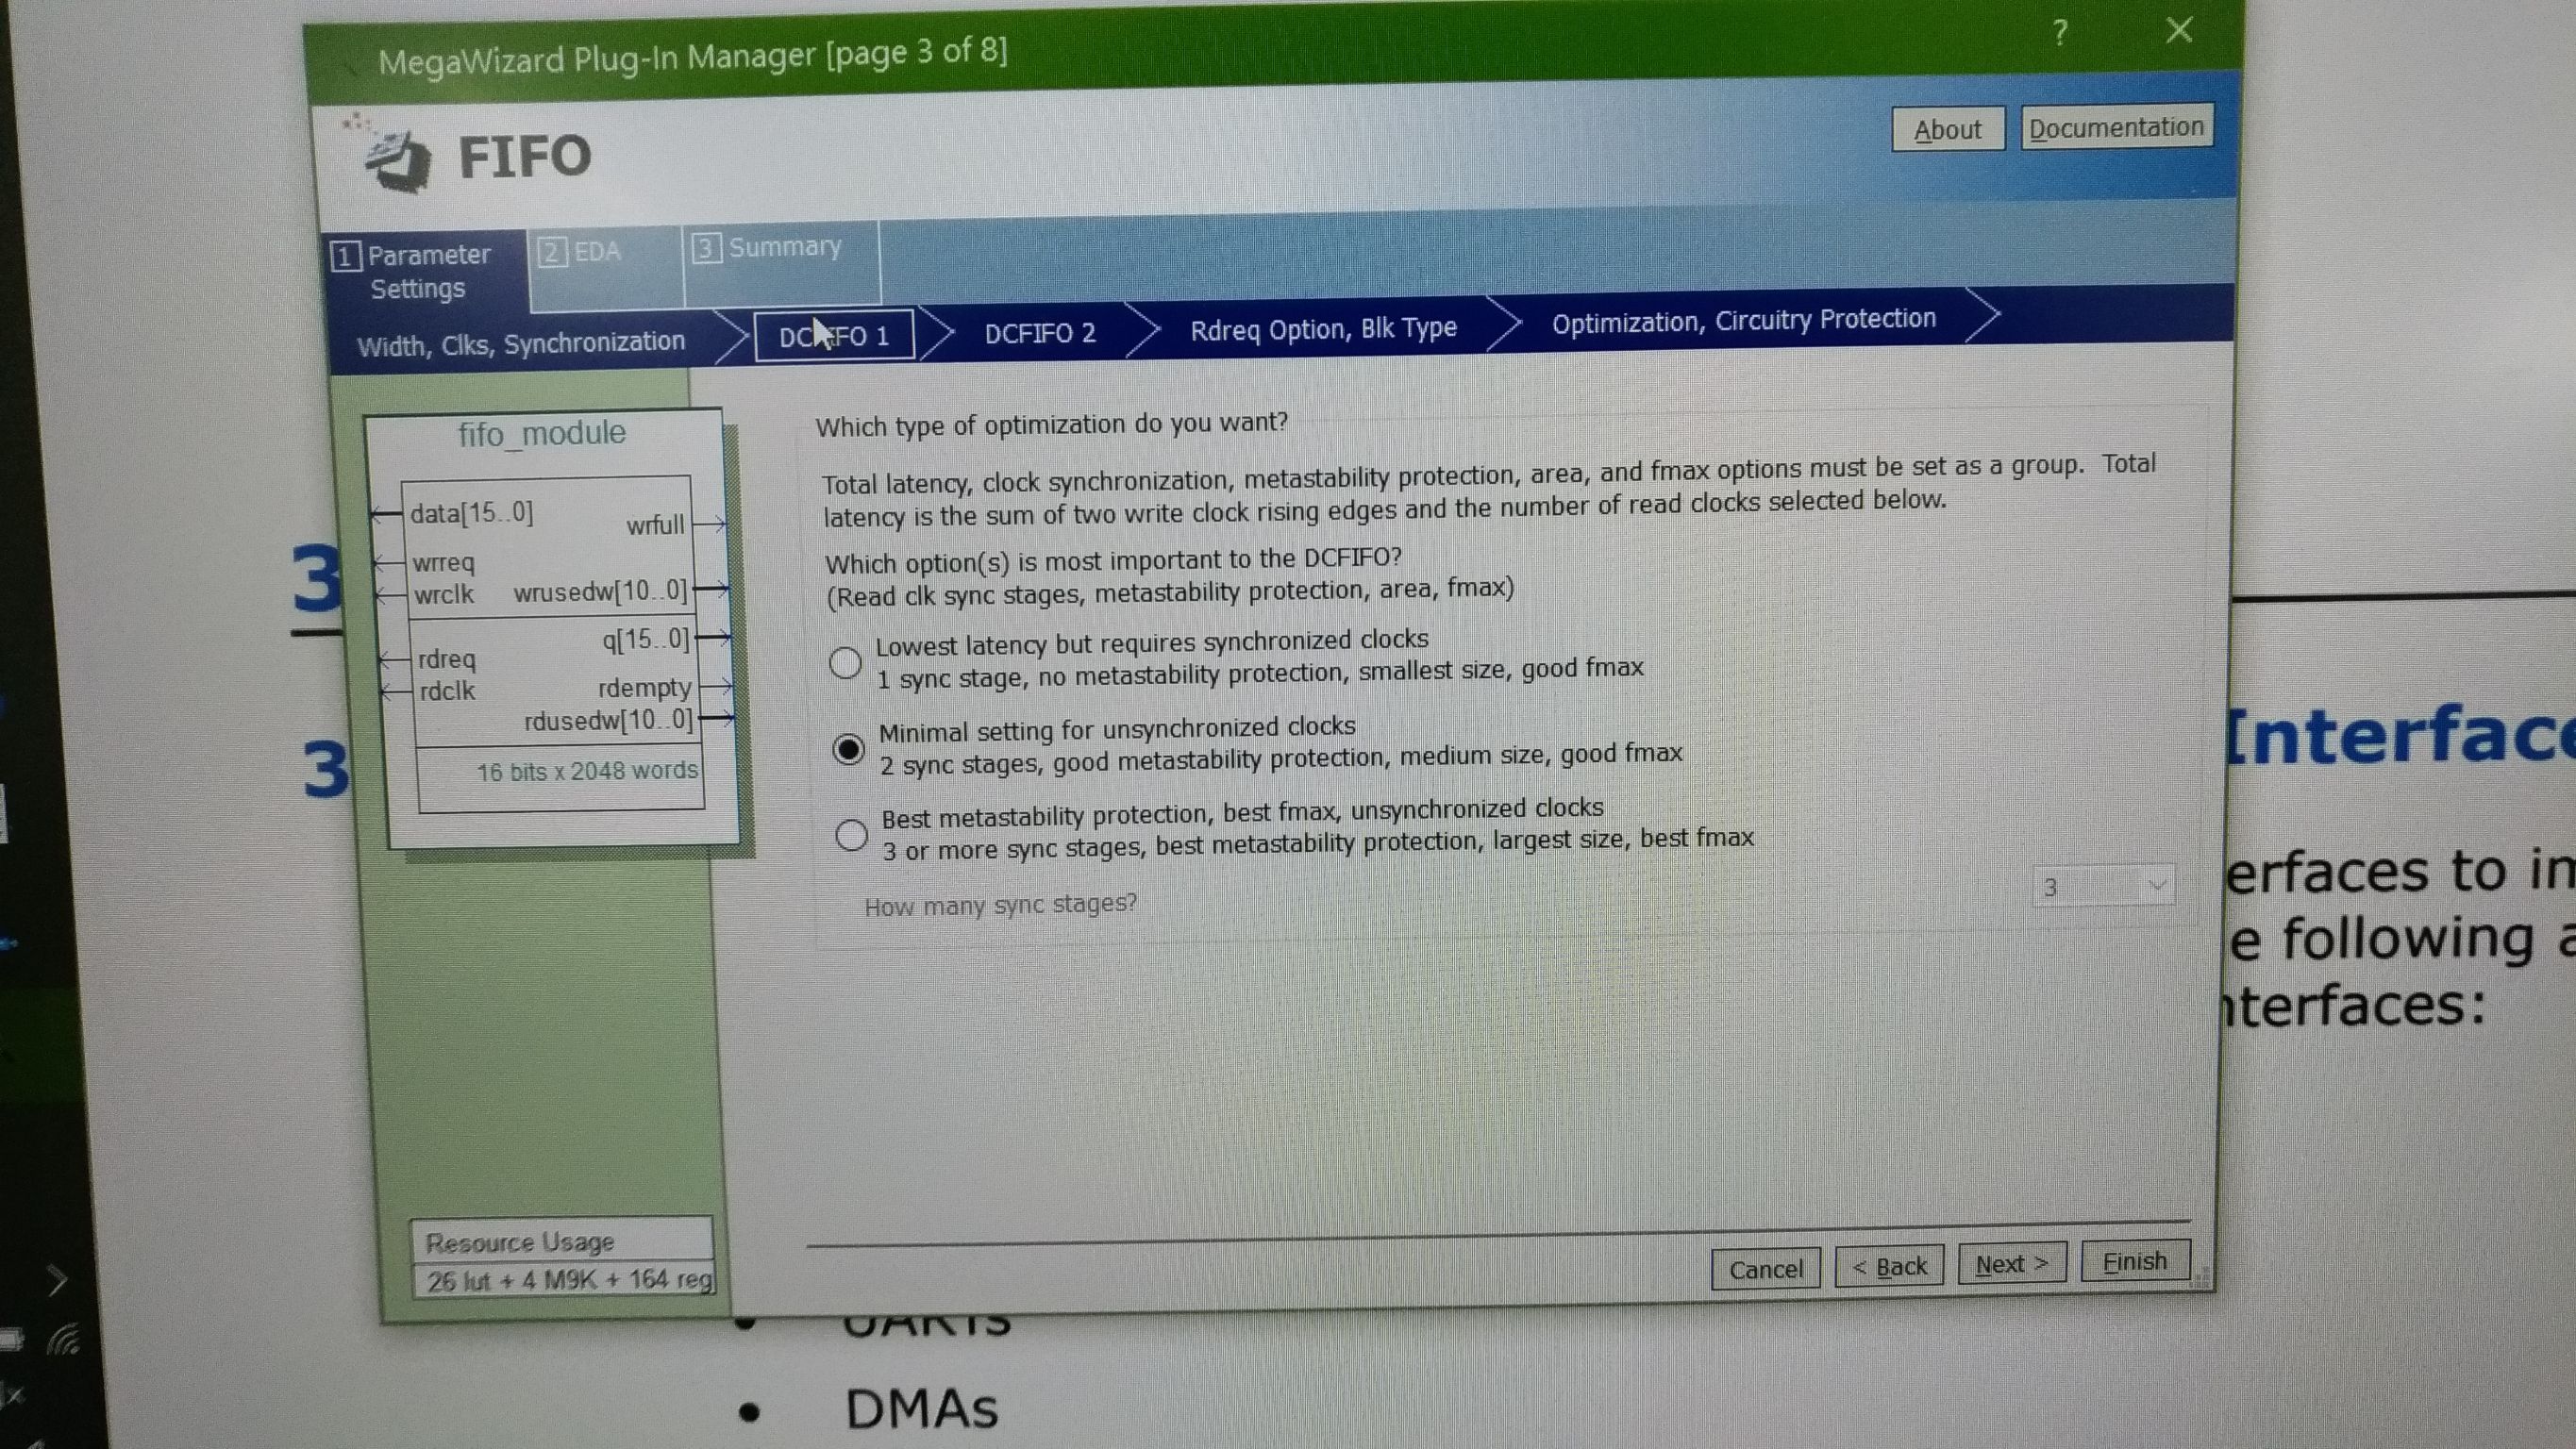 MegaWizard Plug-In Manager [page 3 of 8]
? ×
FIFO
About Documentation
1 Parameter Settings
2 EDA
3 Summary
Width, Clks, Synchronization
DCFIFO 1
DCFIFO 2
Rdreq Option, Blk Type
Optimization, Circuitry Protection
fifo_module
data[15..0]
wrfull
wrreq
wrclk
wrusedw[10..0]
q[15..0]
rdreq
rdclk
rdempty
rdusedw[10..0]
16 bits x 2048 words
Resource Usage
26 lut + 4 M9K + 164 reg
Which type of optimization do you want?
Total latency, clock synchronization, metastability protection, area, and fmax options must be set as a group. Total
latency is the sum of two write clock rising edges and the number of read clocks selected below.
Which option(s) is most important to the DCFIFO?
(Read clk sync stages, metastability protection, area, fmax)
Lowest latency but requires synchronized clocks
1 sync stage, no metastability protection, smallest size, good fmax
Minimal setting for unsynchronized clocks
2 sync stages, good metastability protection, medium size, good fmax
Best metastability protection, best fmax, unsynchronized clocks
3 or more sync stages, best metastability protection, largest size, best fmax
How many sync stages?
3
Cancel < Back Next > Finish
3
3
Interface
erfaces to in
e following a
nterfaces:
• UARTs
• DMAs